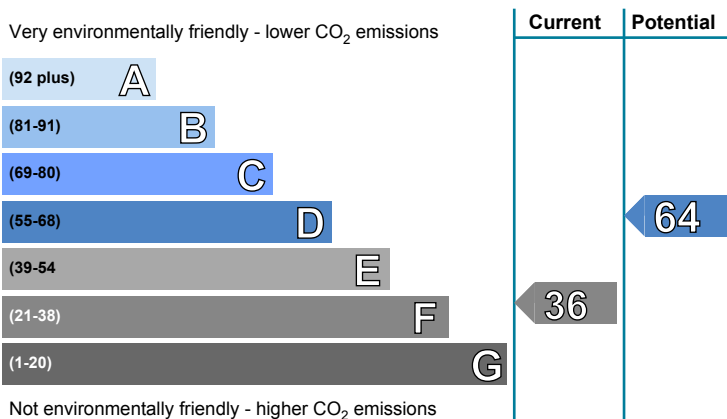 Current Potential
Very environmentally friendly - lower CO2 emissions
(92 plus) A
(81-91) B
(69-80) C
(55-68) D
64
(39-54 E
(21-38) F
36
(1-20) G
Not environmentally friendly - higher CO2 emissions